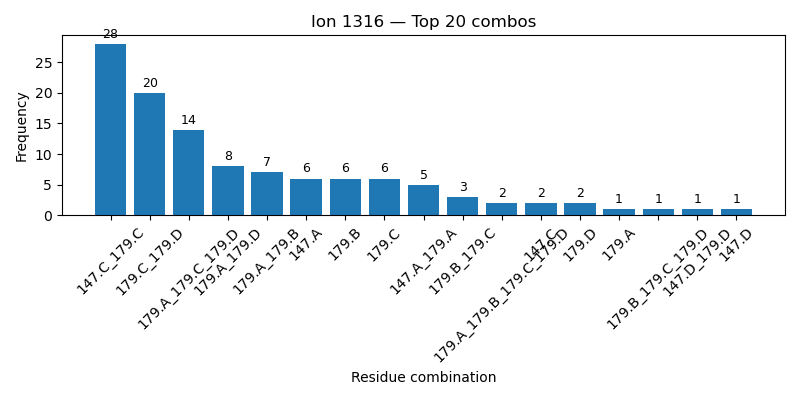 Ion 1316 — Top 20 combos
Frequency
0
5
10
15
20
25
28
20
14
8
7
6
6
6
5
3
2
2
2
1
1
1
1
147.C_179.C
179.C_179.D
179.A_179.C_179.D
179.A_179.D
179.A_179.B
147.A
179.B
179.C
147.A_179.A
179.B_179.C
179.A_179.B_179.C_179.D
147.C
179.D
179.A
179.B_179.C_179.D
147.D_179.D
147.D
Residue combination